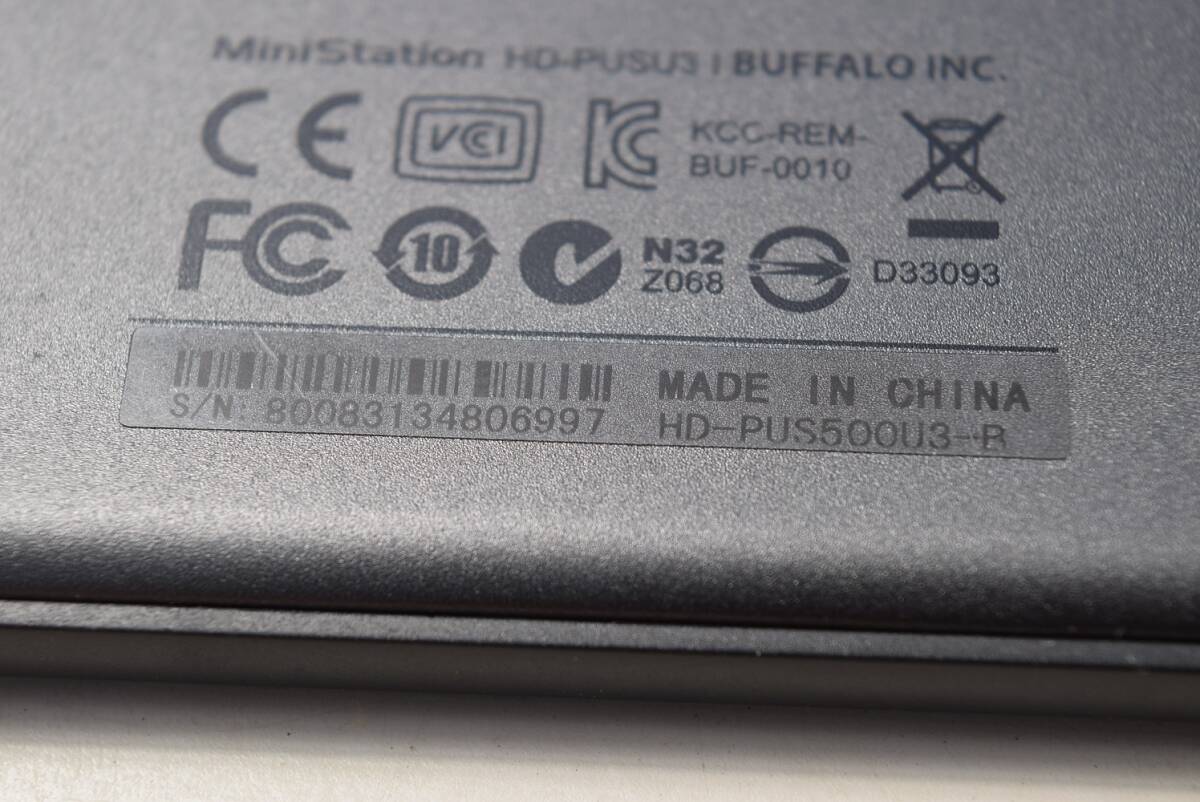 MiniStation HD-PUSU3 | BUFFALO INC.
CE VCI KC KCC-REM-
BUF-0010
FC 10 N32
Z068 D33093
MADE IN CHINA
S/N: 80083134806997 HD-PUS500U3-R